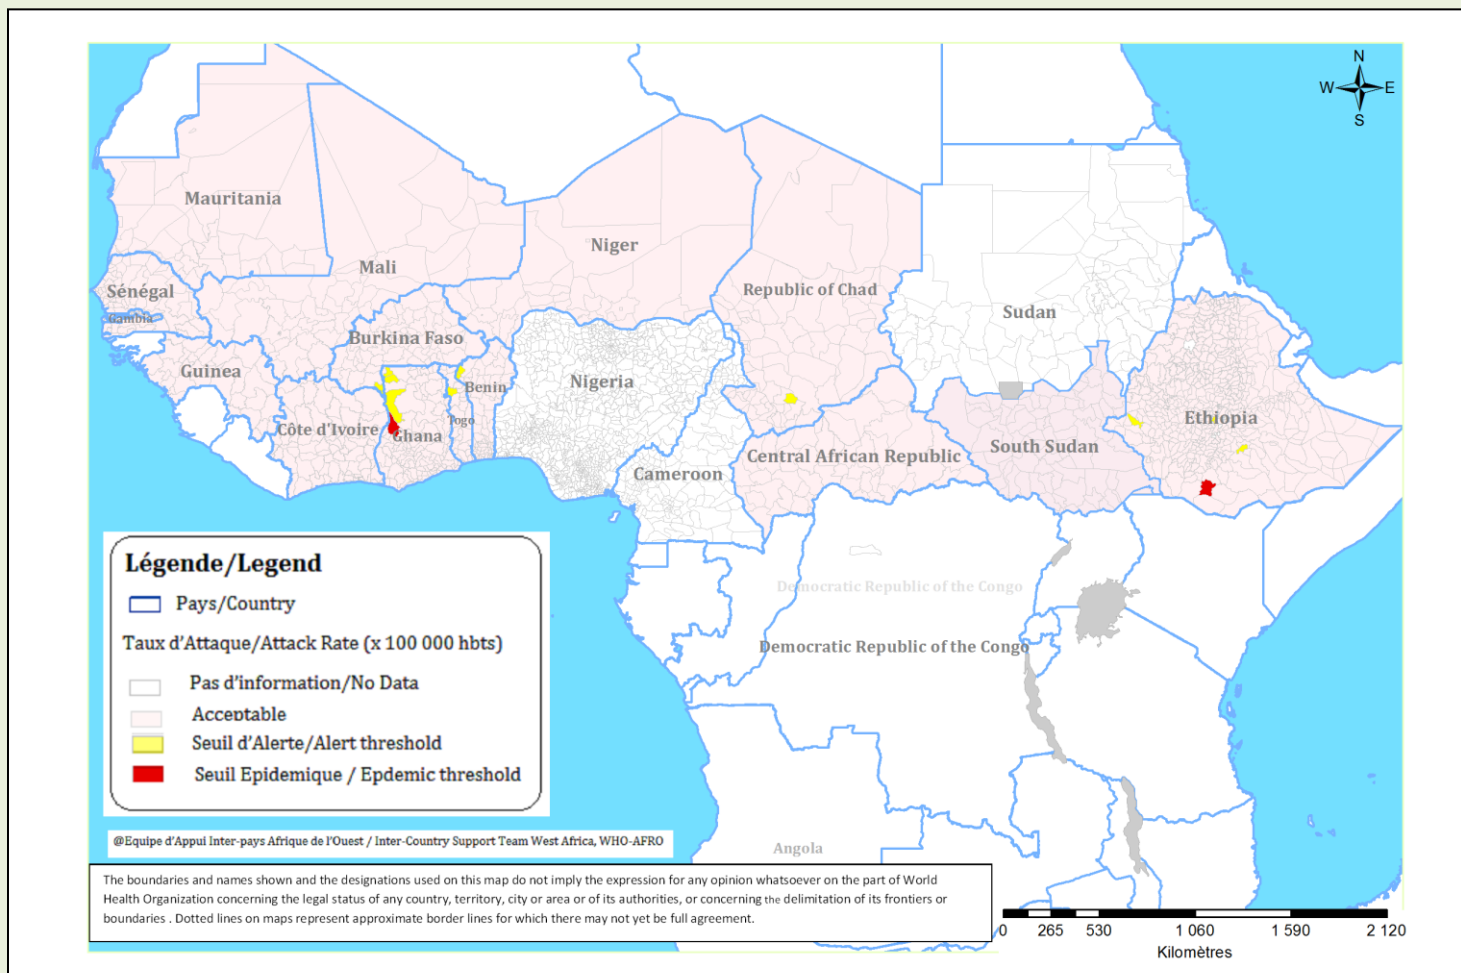 N
W E
S
Mauritania
Niger
Mali
Sénégal
Gambia
Republic of Chad
Sudan
Burkina Faso
Guinea
Nigeria
Benin
Ethiopia
Togo
Côte d'Ivoire
Ghana
South Sudan
Central African Republic
Cameroon
Légende/Legend
Pays/Country
Taux d'Attaque/Attack Rate (x 100 000 hbts)
Pas d'information/No Data
Acceptable
Seuil d'Alerte/Alert threshold
Seuil Epidemique / Epdemic threshold
Democratic Republic of the Congo
Democratic Republic of the Congo
@Equipe d'Appui Inter-pays Afrique de l'Ouest / Inter-Country Support Team West Africa, WHO-AFRO
Angola
The boundaries and names shown and the designations used on this map do not imply the expression for any opinion whatsoever on the part of World
Health Organization concerning the legal status of any country, territory, city or area or of its authorities, or concerning the delimitation of its frontiers or
boundaries . Dotted lines on maps represent approximate border lines for which there may not yet be full agreement.
0 265 530 1 060 1 590 2 120
Kilomètres